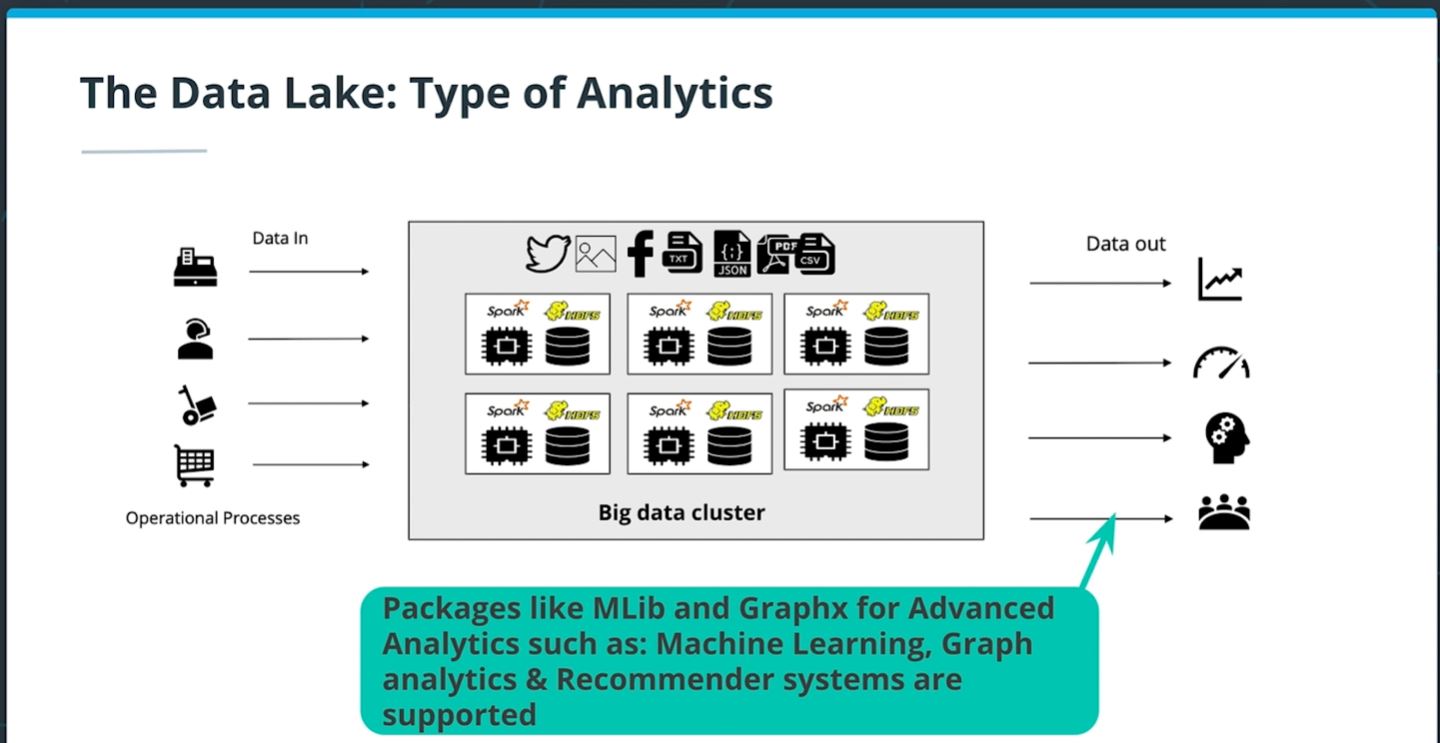 The Data Lake: Type of Analytics
Data In
Data out
TXT
JSON
PDF
CSV
Spark HDFS Spark HDFS Spark HDFS
Spark HDFS Spark HDFS Spark HDFS
Operational Processes
Big data cluster
Packages like MLib and Graphx for Advanced
Analytics such as: Machine Learning, Graph
analytics & Recommender systems are
supported